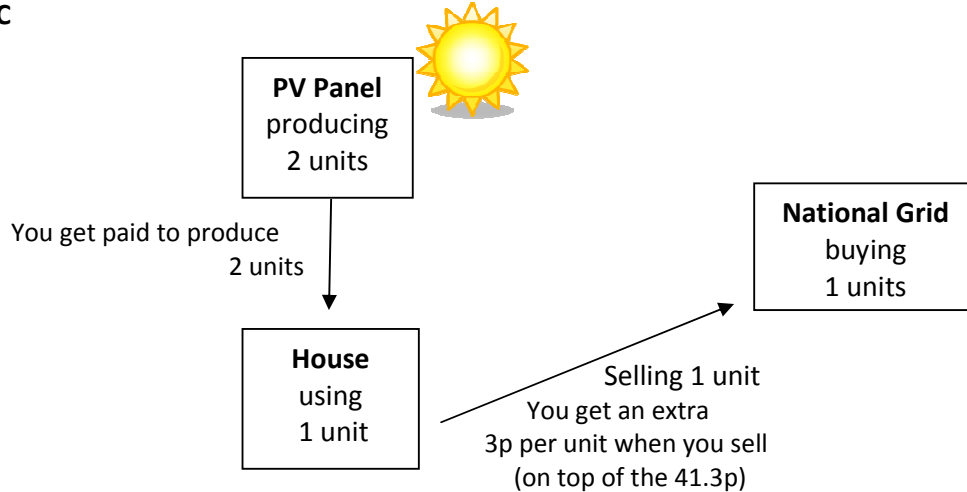 C
PV Panel
producing
2 units
You get paid to produce
2 units
National Grid
buying
1 units
House
using
1 unit
Selling 1 unit
You get an extra
3p per unit when you sell
(on top of the 41.3p)